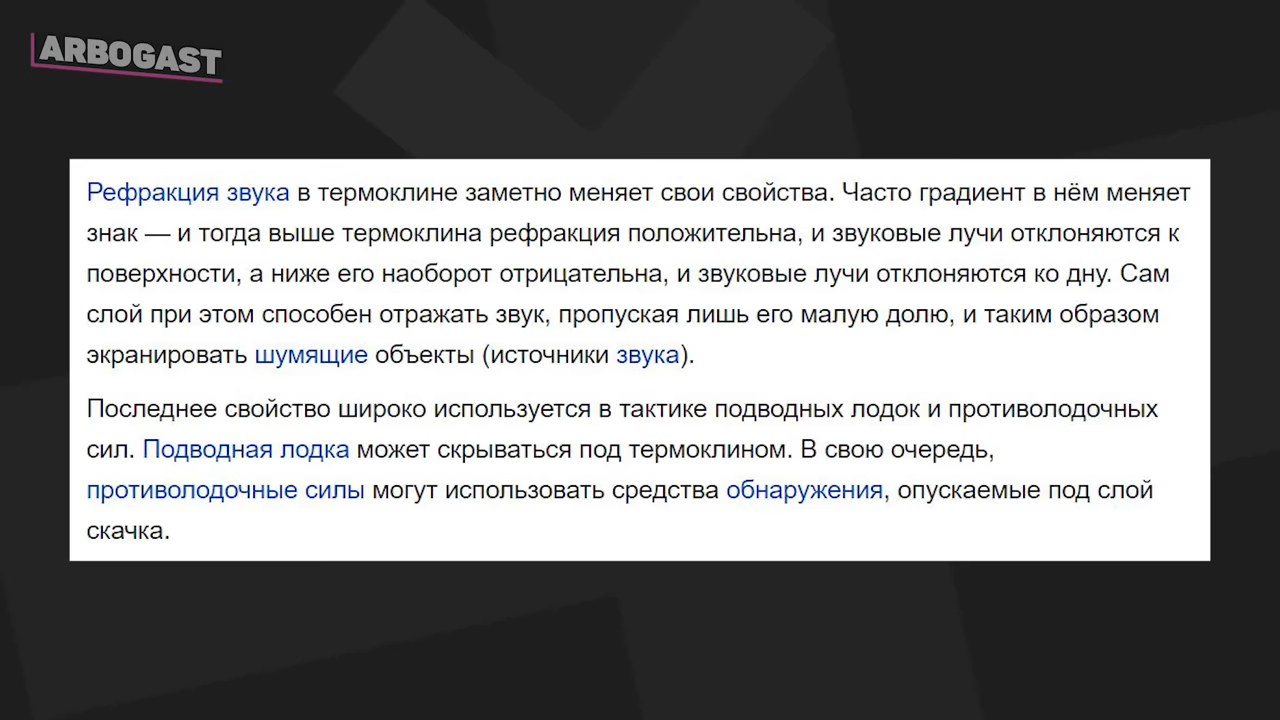 ARBOGAST
Рефракция звука в термоклине заметно меняет свои свойства. Часто градиент в нём меняет
знак — и тогда выше термоклина рефракция положительна, и звуковые лучи отклоняются к
поверхности, а ниже его наоборот отрицательна, и звуковые лучи отклоняются ко дну. Сам
слой при этом способен отражать звук, пропуская лишь его малую долю, и таким образом
экранировать шумящие объекты (источники звука).
Последнее свойство широко используется в тактике подводных лодок и противолодочных
сил. Подводная лодка может скрываться под термоклином. В свою очередь,
противолодочные силы могут использовать средства обнаружения, опускаемые под слой
скачка.